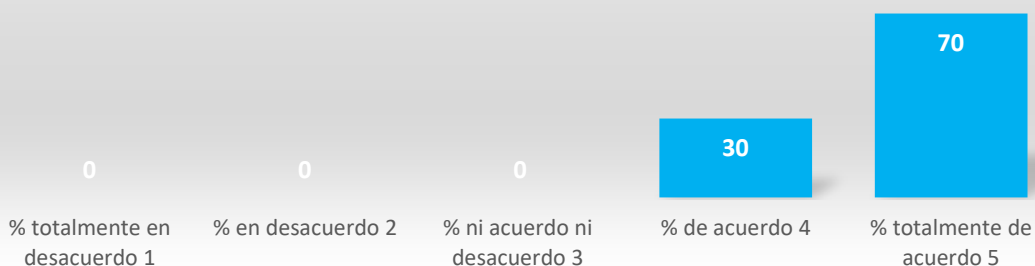 70
30
0
0
0
% totalmente en
desacuerdo 1
% en desacuerdo 2
% ni acuerdo ni
desacuerdo 3
% de acuerdo 4
% totalmente de
acuerdo 5